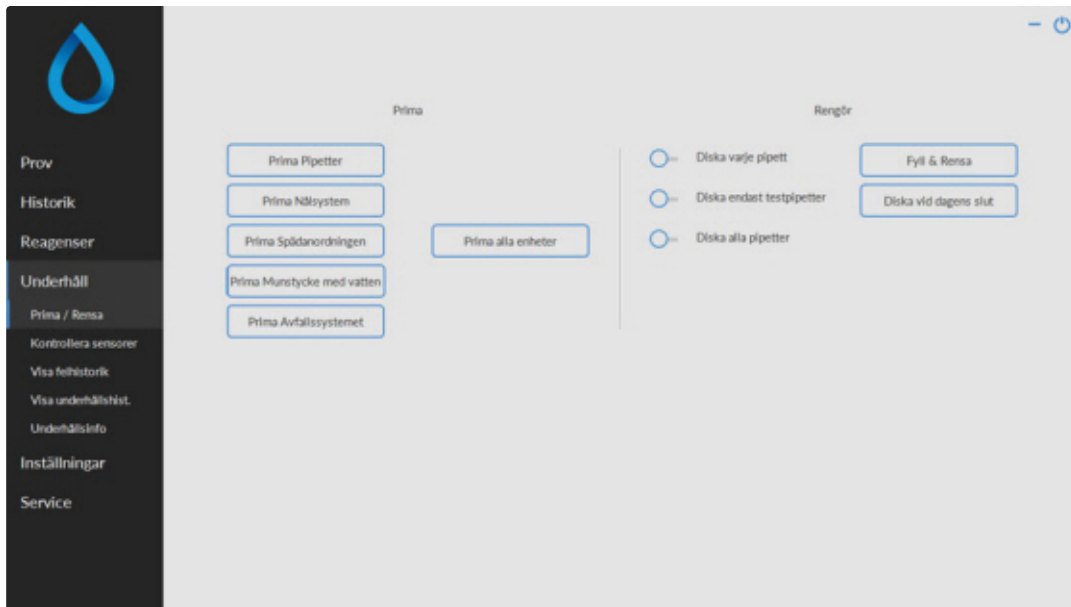 Prov
Historik
Reagenser
Underhåll
Prima / Rensa
Kontrollera sensorer
Visa felhistorik
Visa underhållshist.
Underhållsinfo
Inställningar
Service
Prima
Prima Pipetter
Prima Nålsystem
Prima Spädanordningen
Prima Munstycke med vatten
Prima Avfallssystemet
Prima alla enheter
Rengör
Diska varje pipett
Diska endast testpipetter
Diska alla pipetter
Fyll & Rensa
Diska vid dagens slut